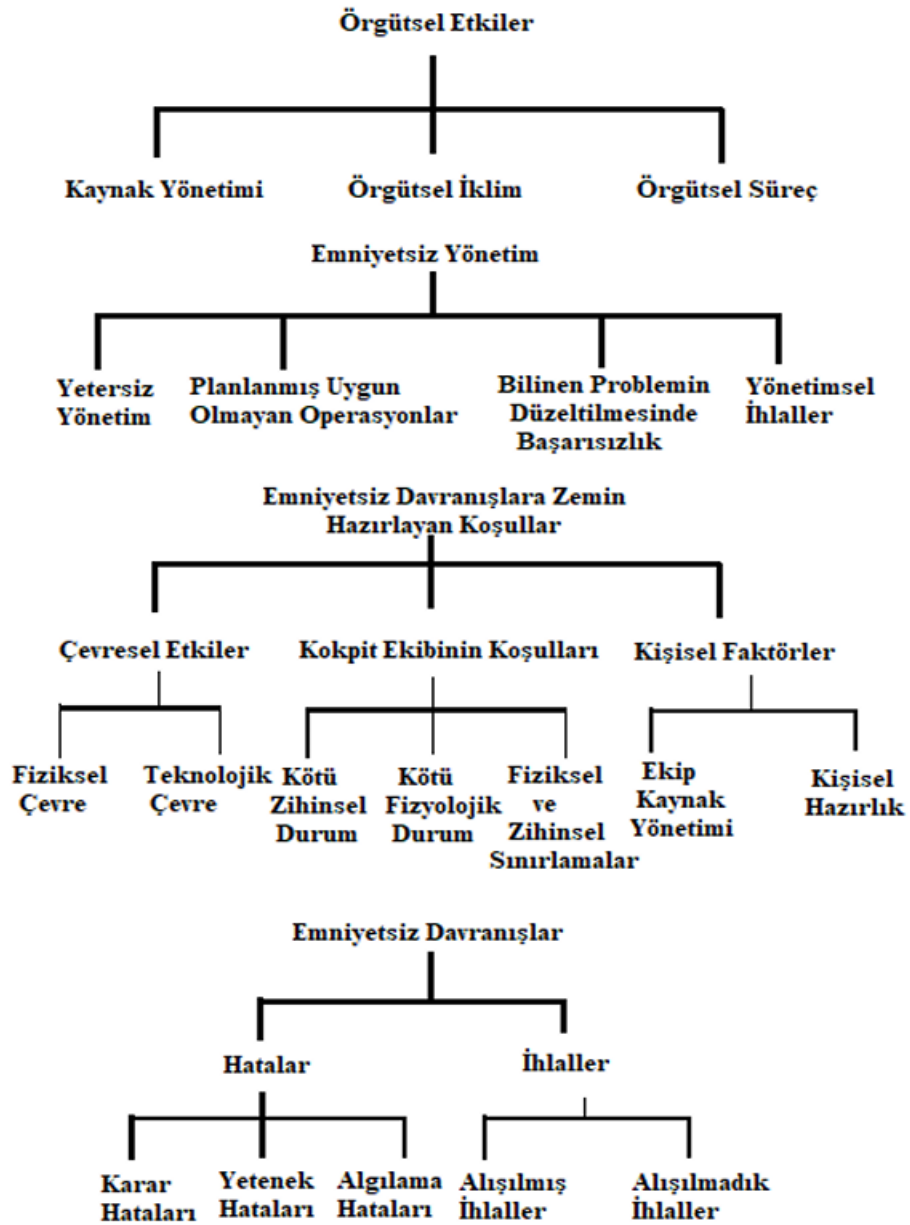 Örgütsel Etkiler
Kaynak Yönetimi
Örgütsel İklim
Örgütsel Süreç
Emniyetsiz Yönetim
Yetersiz
Yönetim
Planlanmış Uygun
Olmayan Operasyonlar
Bilinen Problemin
Düzeltilmesinde
Başarısızlık
Yönetimsel
İhlaller
Emniyetsiz Davranışlara Zemin
Hazırlayan Koşullar
Çevresel Etkiler
Kokpit Ekibinin Koşulları
Kişisel Faktörler
Fiziksel
Çevre
Teknolojik
Çevre
Kötü
Zihinsel
Durum
Kötü
Fizyolojik
Durum
Fiziksel
ve
Zihinsel
Sınırlamalar
Ekip
Kaynak
Yönetimi
Kişisel
Hazırlık
Emniyetsiz Davranışlar
Hatalar
İhlaller
Karar
Hataları
Yetenek
Hataları
Algılama
Hataları
Alışılmış
İhlaller
Alışılmadık
İhlaller